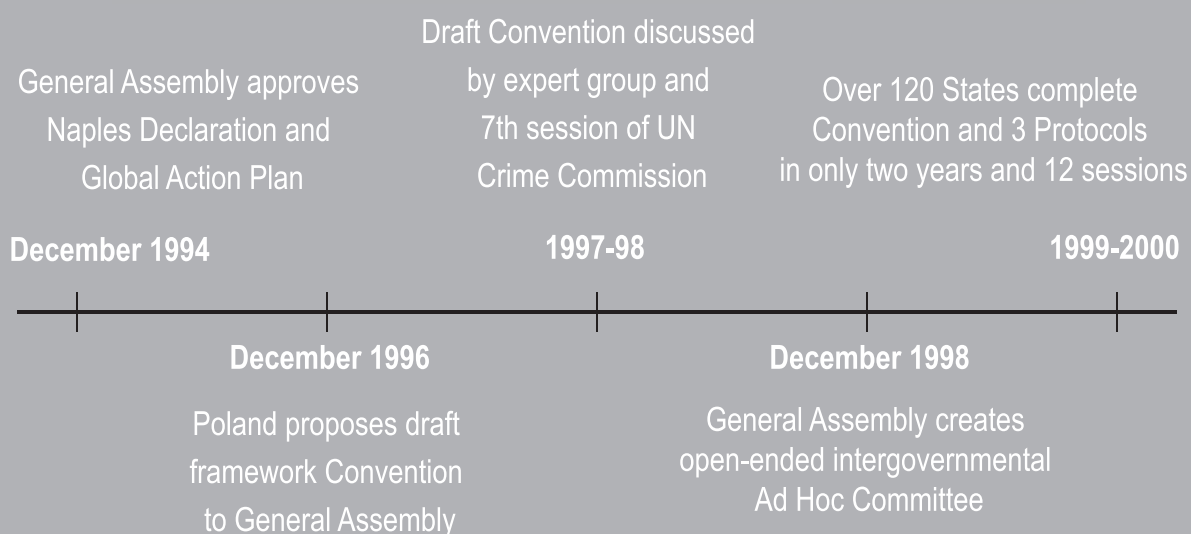 General Assembly approves
Naples Declaration and
Global Action Plan
December 1994
Draft Convention discussed
by expert group and
7th session of UN
Crime Commission
1997-98
Over 120 States complete
Convention and 3 Protocols
in only two years and 12 sessions
1999-2000
December 1996
Poland proposes draft
framework Convention
to General Assembly
December 1998
General Assembly creates
open-ended intergovernmental
Ad Hoc Committee